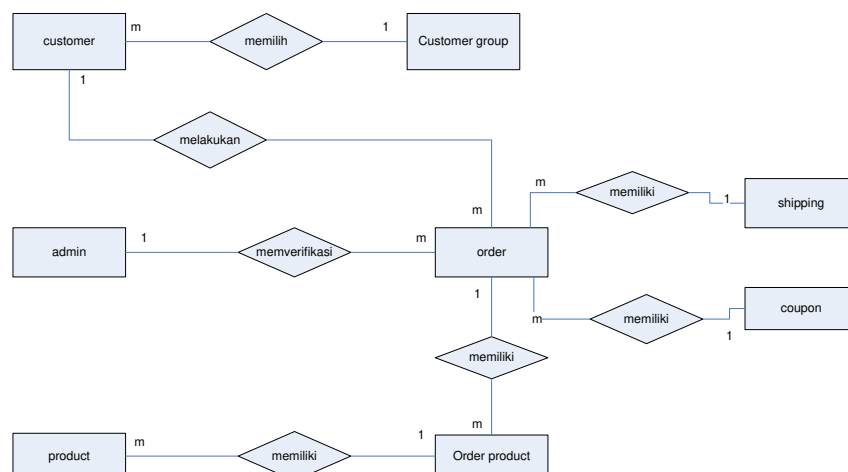 customer
m
memilih
1
Customer group
1
melakukan
m
m
memiliki
1
shipping
admin
1
memverifikasi
m
order
1
m
memiliki
1
coupon
memiliki
m
product
m
memiliki
1
Order product